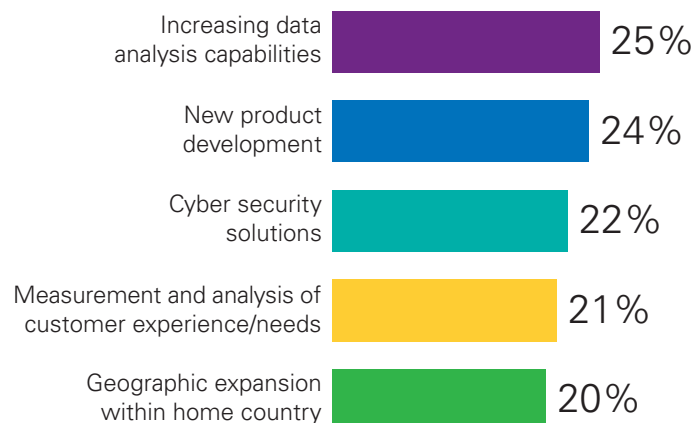 Increasing data
analysis capabilities
25%
New product
development
24%
Cyber security
solutions
22%
Measurement and analysis of
customer experience/needs
21%
Geographic expansion
within home country
20%